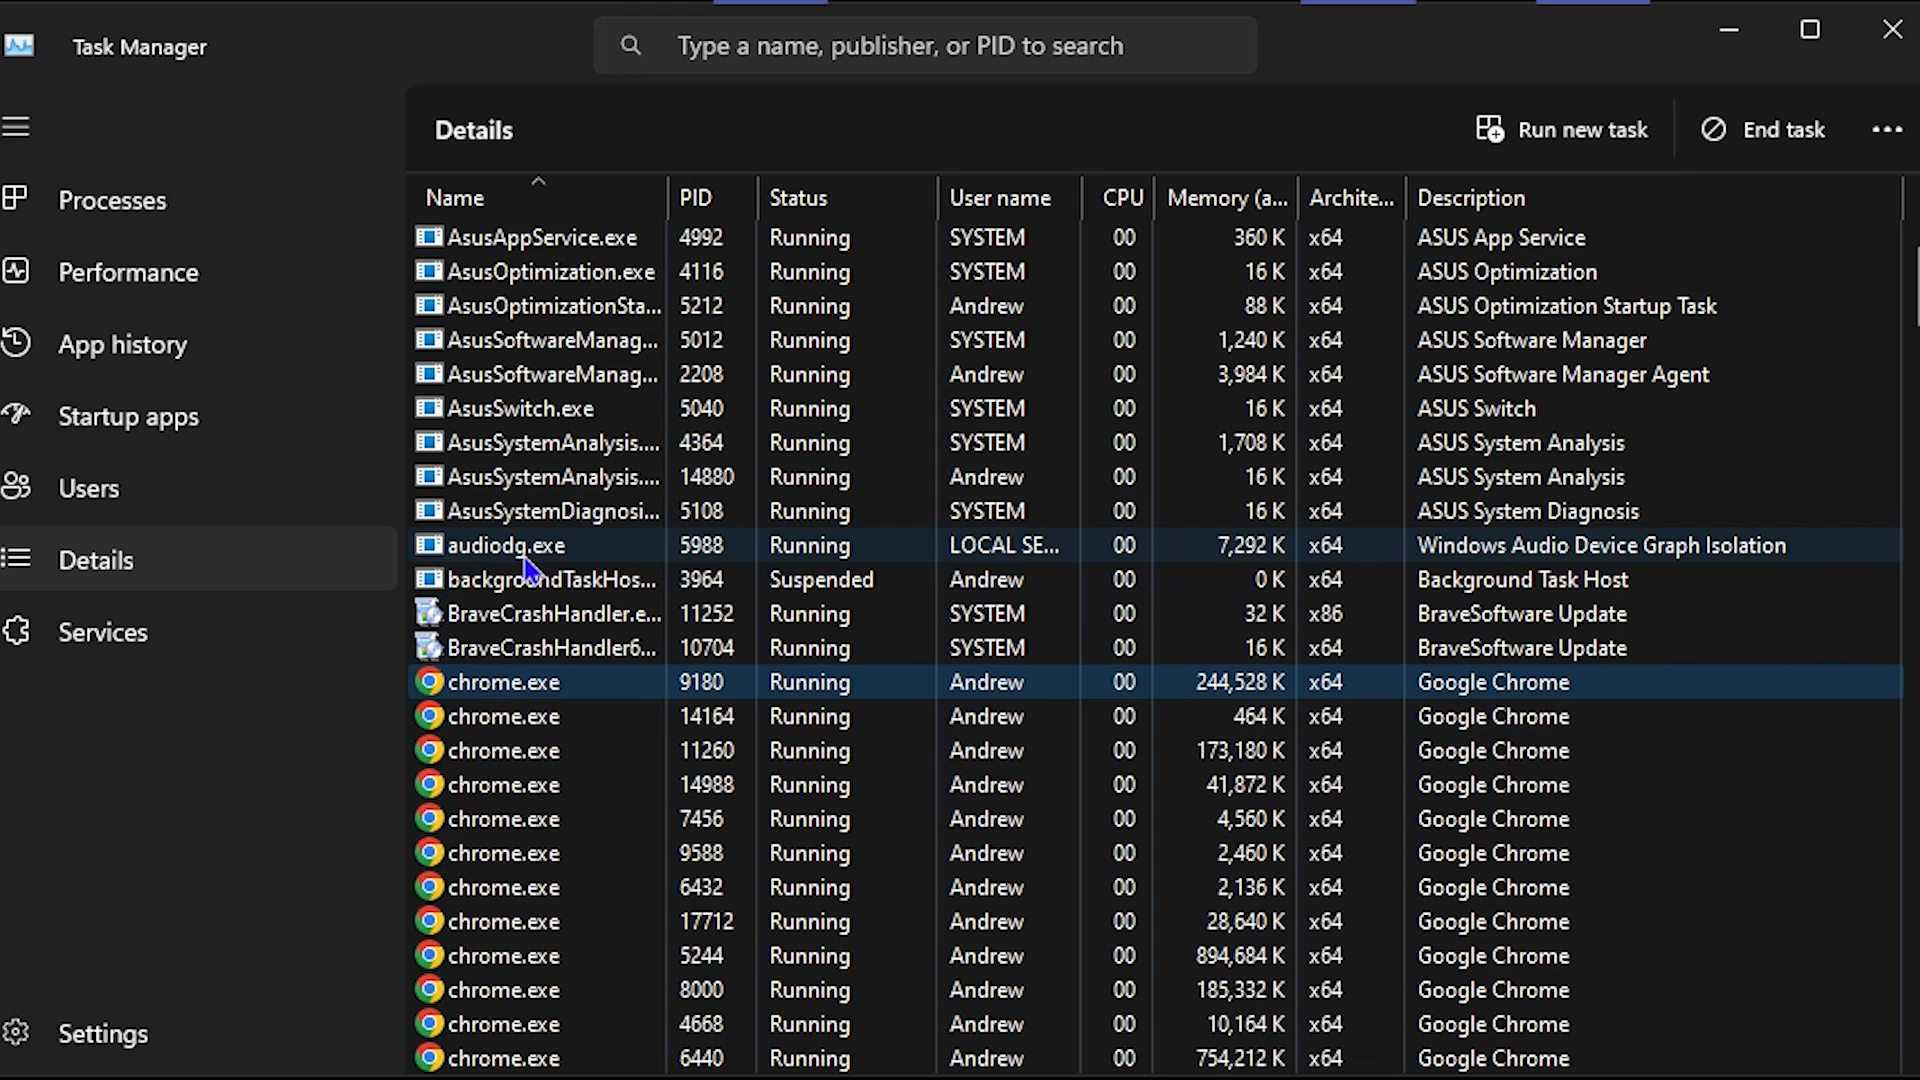 Task Manager
Type a name, publisher, or PID to search
Details
Run new task
End task
Processes
Performance
App history
Startup apps
Users
Details
Services
Settings
Name PID Status User name CPU Memory (a... Archite... Description
AsusAppService.exe 4992 Running SYSTEM 00 360 K x64 ASUS App Service
AsusOptimization.exe 4116 Running SYSTEM 00 16 K x64 ASUS Optimization
AsusOptimizationSta... 5212 Running Andrew 00 88 K x64 ASUS Optimization Startup Task
AsusSoftwareManag... 5012 Running SYSTEM 00 1,240 K x64 ASUS Software Manager
AsusSoftwareManag... 2208 Running Andrew 00 3,984 K x64 ASUS Software Manager Agent
AsusSwitch.exe 5040 Running SYSTEM 00 16 K x64 ASUS Switch
AsusSystemAnalysis.... 4364 Running SYSTEM 00 1,708 K x64 ASUS System Analysis
AsusSystemAnalysis.... 14880 Running Andrew 00 16 K x64 ASUS System Analysis
AsusSystemDiagnosi... 5108 Running SYSTEM 00 16 K x64 ASUS System Diagnosis
audiodg.exe 5988 Running LOCAL SE... 00 7,292 K x64 Windows Audio Device Graph Isolation
backgroundTaskHos... 3964 Suspended Andrew 00 0 K x64 Background Task Host
BraveCrashHandler.e... 11252 Running SYSTEM 00 32 K x86 BraveSoftware Update
BraveCrashHandler6... 10704 Running SYSTEM 00 16 K x64 BraveSoftware Update
chrome.exe 9180 Running Andrew 00 244,528 K x64 Google Chrome
chrome.exe 14164 Running Andrew 00 464 K x64 Google Chrome
chrome.exe 11260 Running Andrew 00 173,180 K x64 Google Chrome
chrome.exe 14988 Running Andrew 00 41,872 K x64 Google Chrome
chrome.exe 7456 Running Andrew 00 4,560 K x64 Google Chrome
chrome.exe 9588 Running Andrew 00 2,460 K x64 Google Chrome
chrome.exe 6432 Running Andrew 00 2,136 K x64 Google Chrome
chrome.exe 17712 Running Andrew 00 28,640 K x64 Google Chrome
chrome.exe 5244 Running Andrew 00 894,684 K x64 Google Chrome
chrome.exe 8000 Running Andrew 00 185,332 K x64 Google Chrome
chrome.exe 4668 Running Andrew 00 10,164 K x64 Google Chrome
chrome.exe 6440 Running Andrew 00 754,212 K x64 Google Chrome